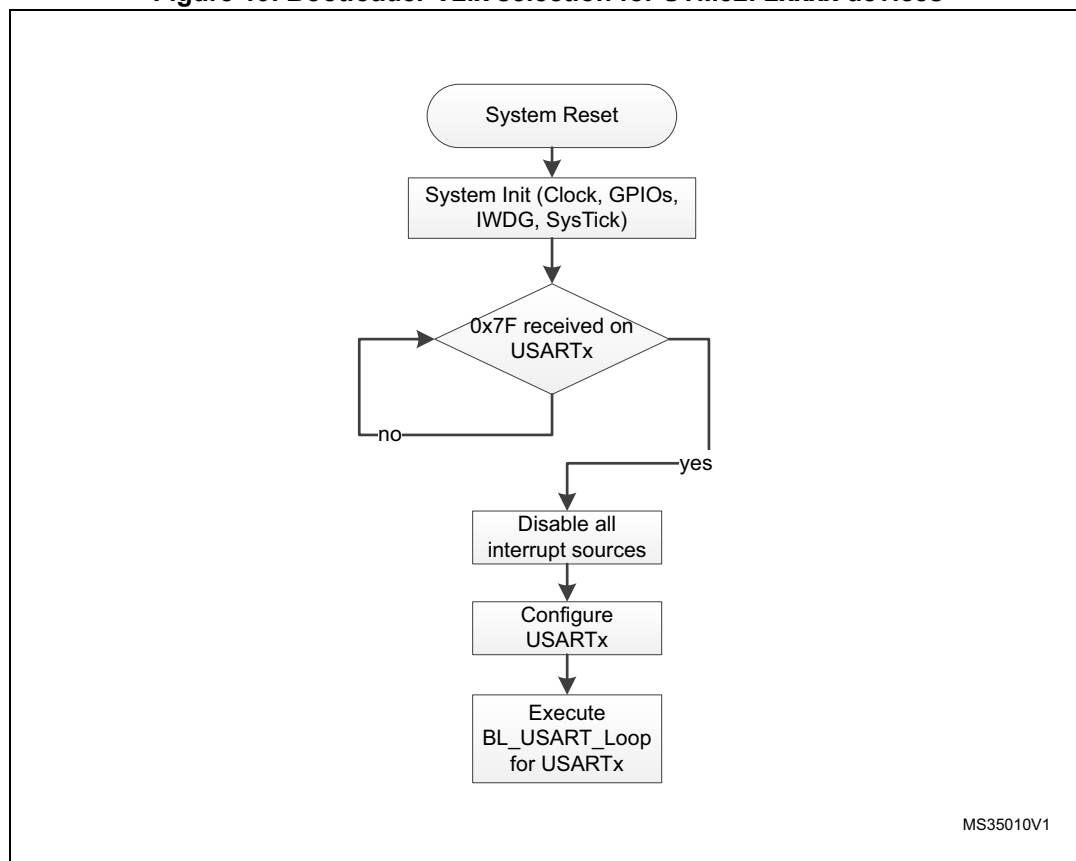 System Reset
System Init (Clock, GPIOs,
IWDG, SysTick)
0x7F received on
USARTx
no
yes
Disable all
interrupt sources
Configure
USARTx
Execute
BL_USART_Loop
for USARTx
MS35010V1